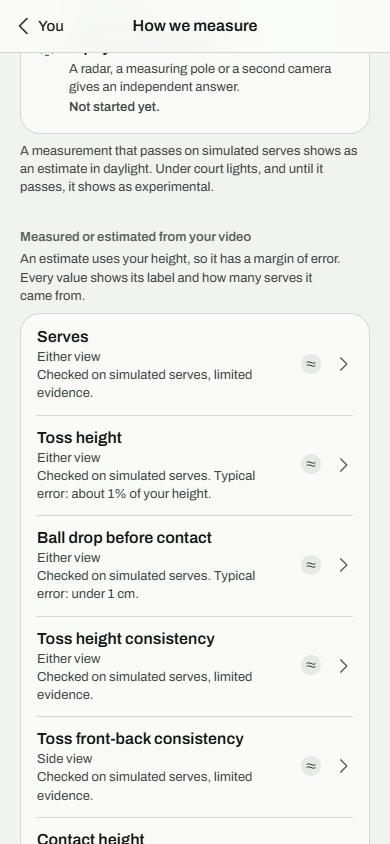 You
How we measure
A radar, a measuring pole or a second camera
gives an independent answer.
Not started yet.
A measurement that passes on simulated serves shows as
an estimate in daylight. Under court lights, and until it
passes, it shows as experimental.
Measured or estimated from your video
An estimate uses your height, so it has a margin of error.
Every value shows its label and how many serves it
came from.
Serves
Either view
Checked on simulated serves, limited
evidence.
≈
Toss height
Either view
Checked on simulated serves. Typical
error: about 1% of your height.
≈
Ball drop before contact
Either view
Checked on simulated serves. Typical
error: under 1 cm.
≈
Toss height consistency
Either view
Checked on simulated serves, limited
evidence.
≈
Toss front-back consistency
Side view
Checked on simulated serves, limited
evidence.
≈
Contact height